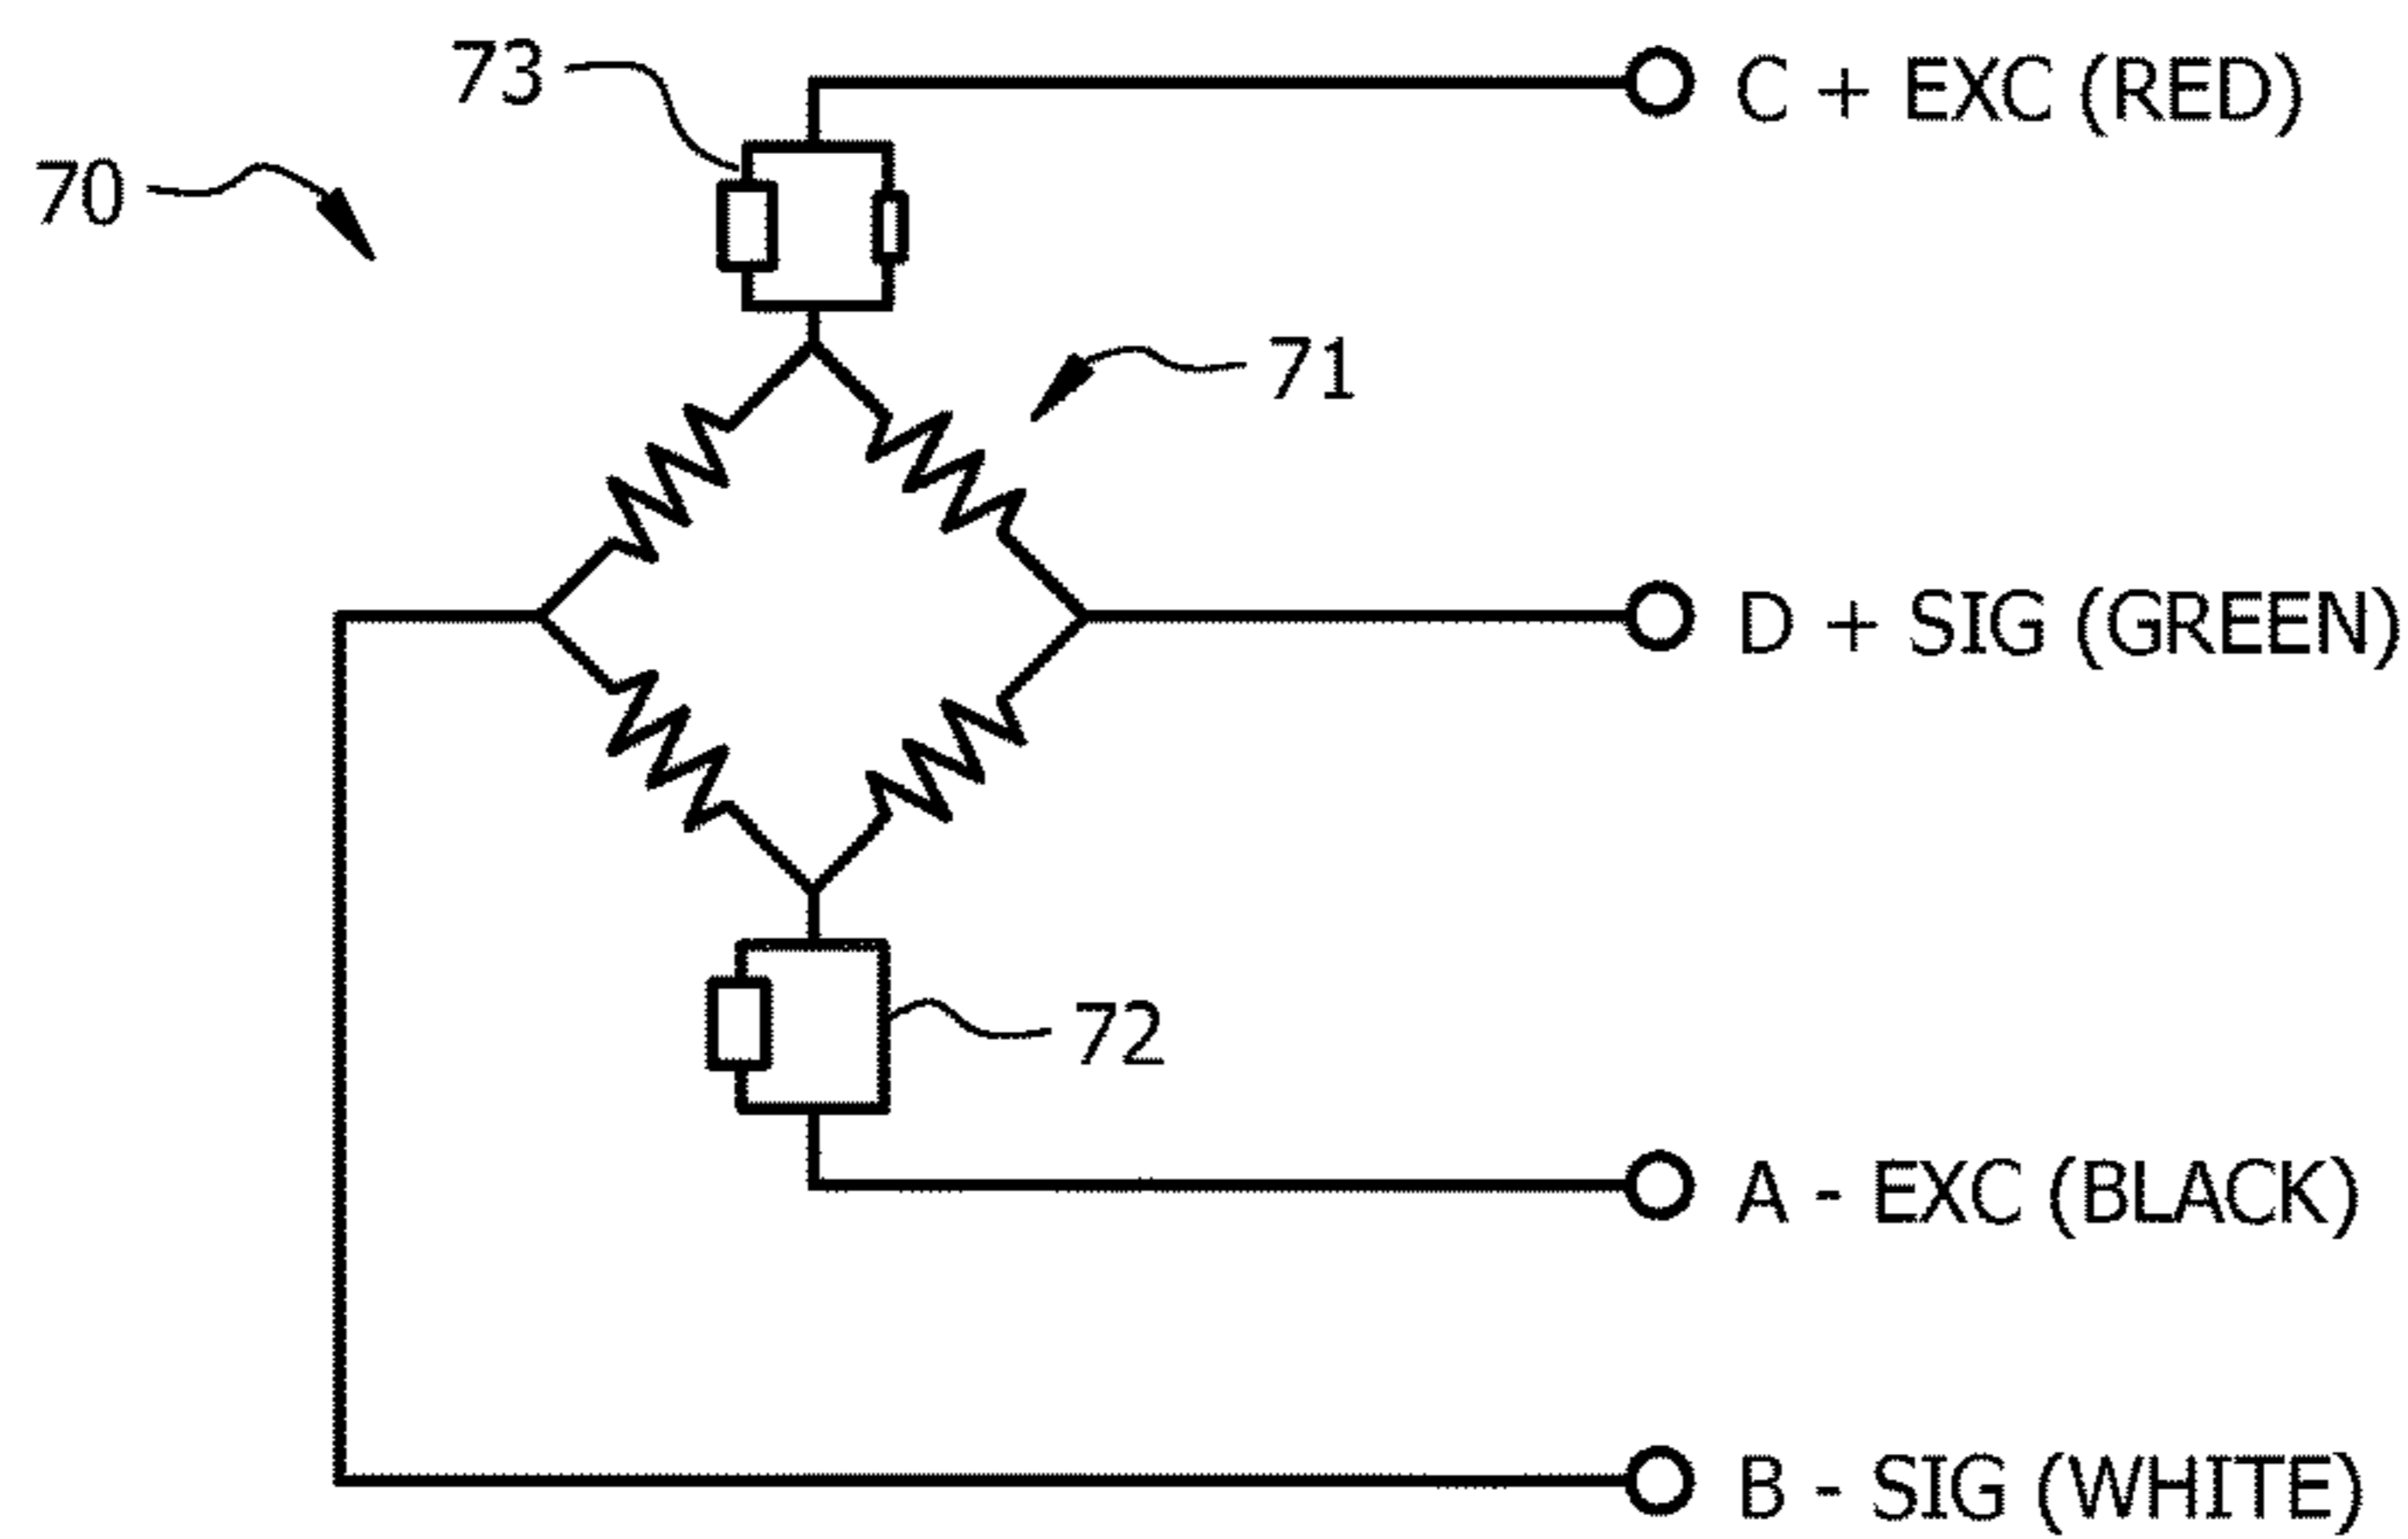 73
C + EXC (RED)
70
71
D + SIG (GREEN)
72
A - EXC (BLACK)
B - SIG (WHITE)